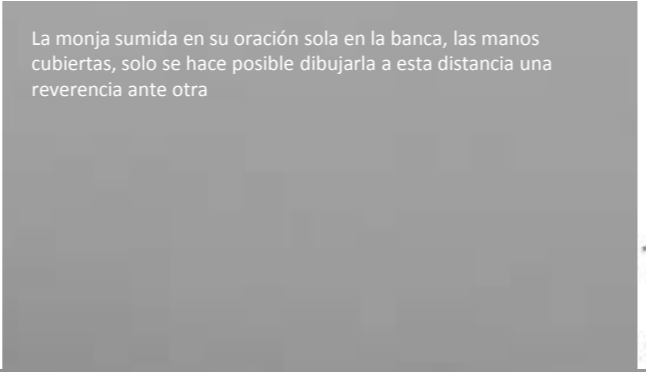 La monja sumida en su oración sola en la banca, las manos
cubiertas, solo se hace posible dibujarla a esta distancia una
reverencia ante otra